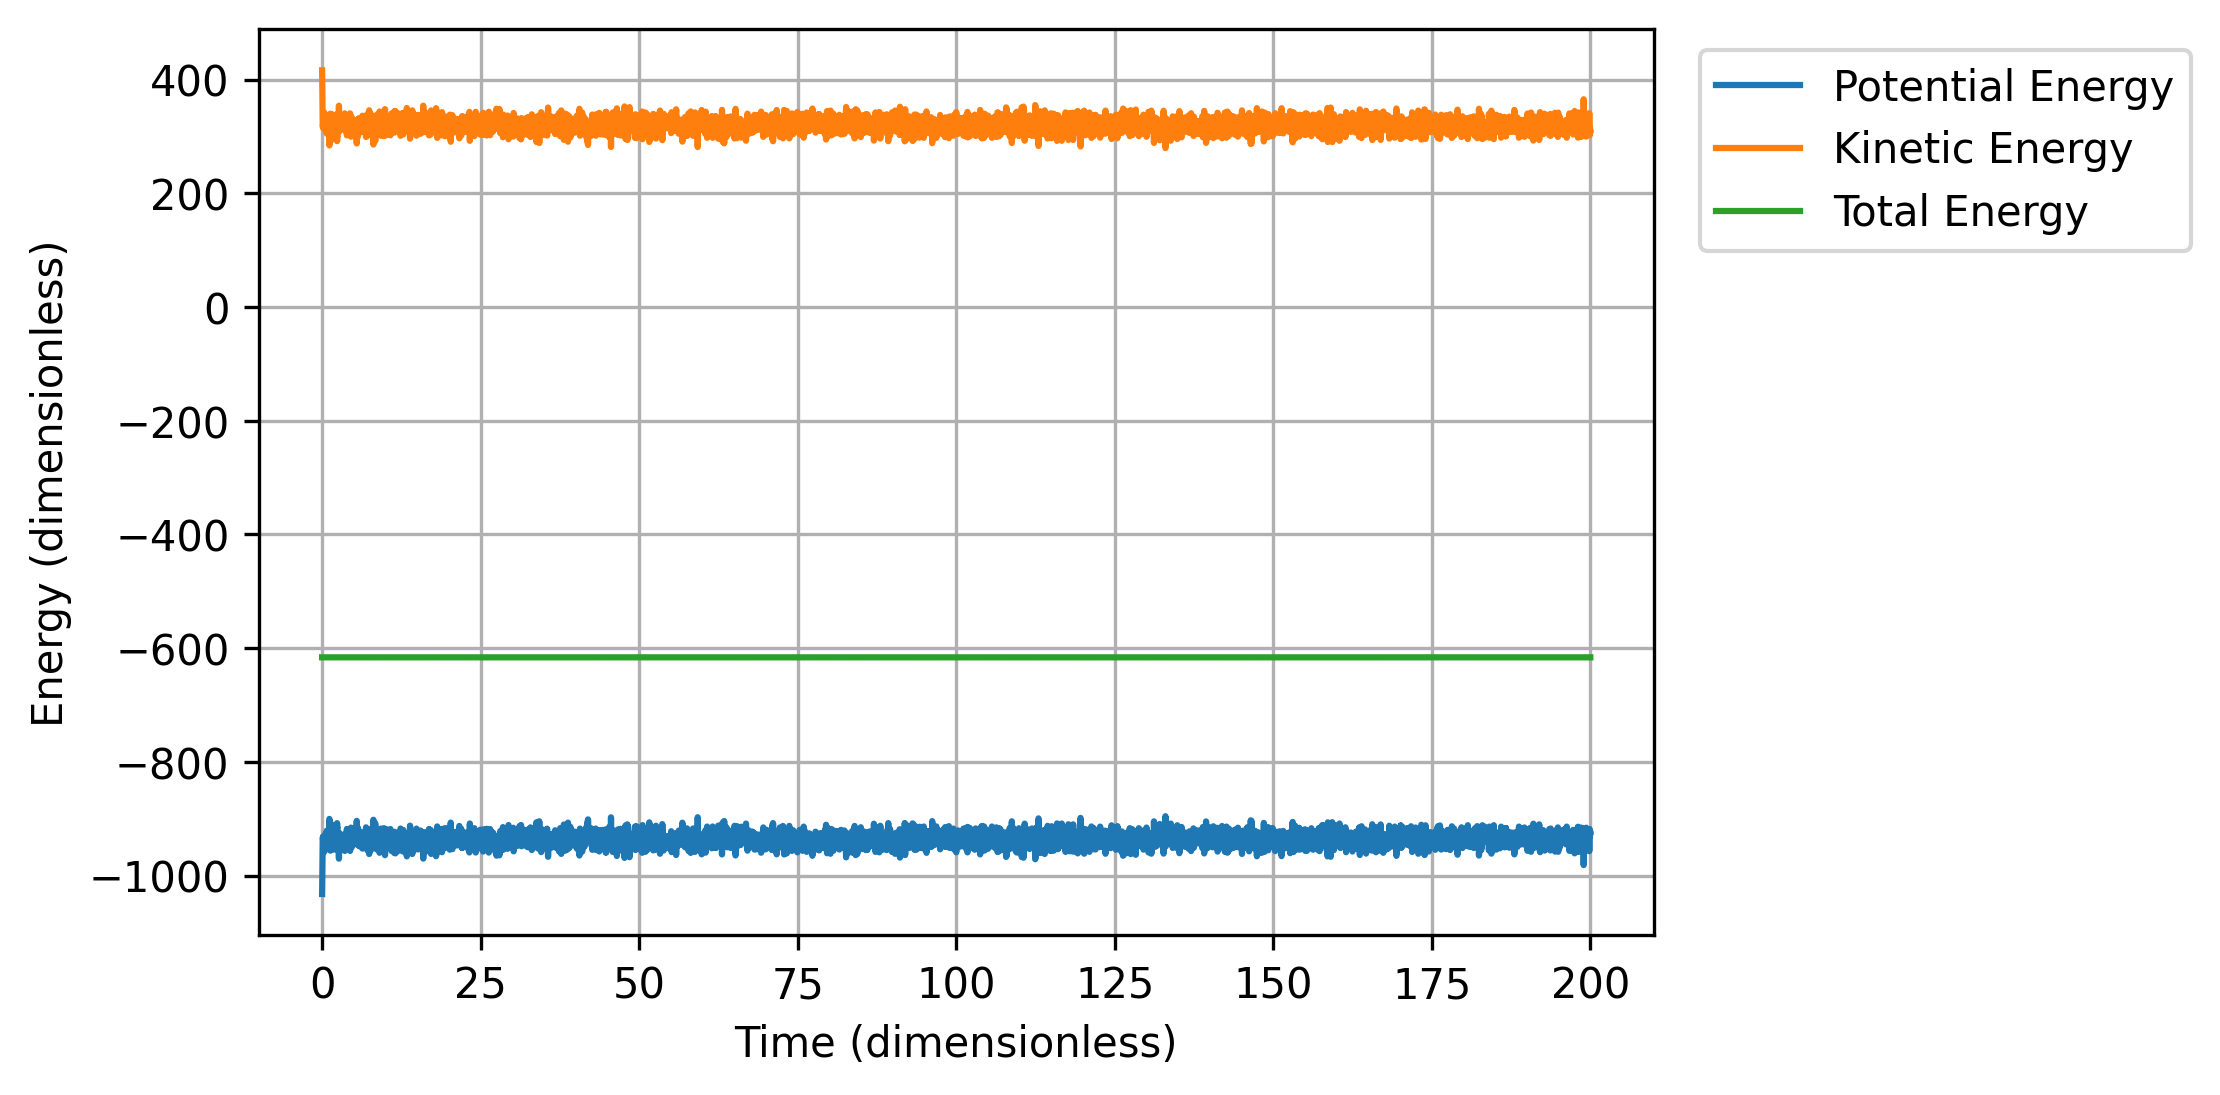 400
200
0
−200
−400
−600
−800
−1000
Energy (dimensionless)
0 25 50 75 100 125 150 175 200
Time (dimensionless)
Potential Energy
Kinetic Energy
Total Energy